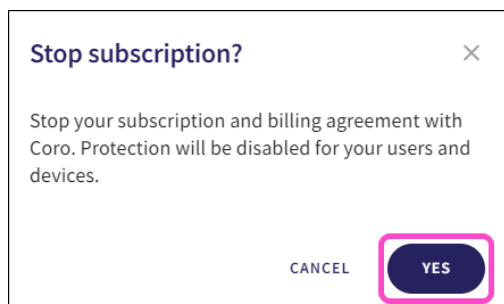 Stop subscription?
Stop your subscription and billing agreement with
Coro. Protection will be disabled for your users and
devices.
CANCEL YES